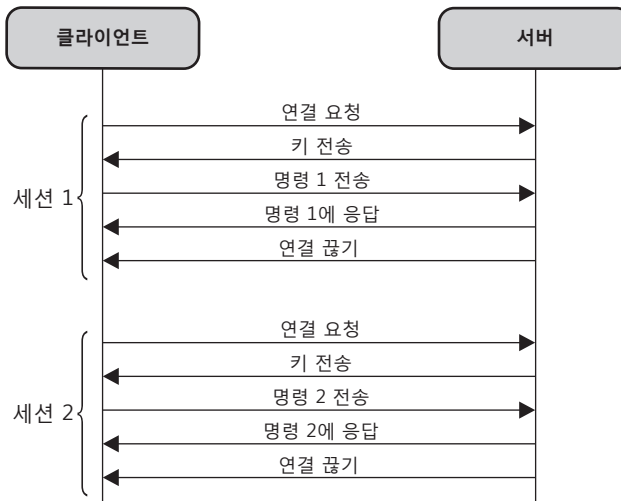 클라이언트
서버
연결 요청
키 전송
명령 1 전송
세션 1
명령 1에 응답
연결 끊기
연결 요청
키 전송
명령 2 전송
세션 2
명령 2에 응답
연결 끊기